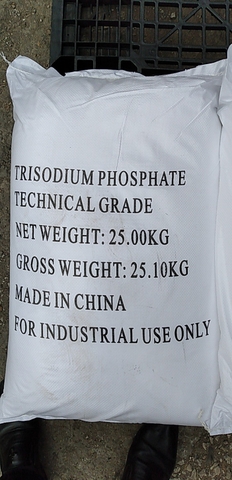 TRISODIUM PHOSPHATE
TECHNICAL GRADE
NET WEIGHT: 25.00KG
GROSS WEIGHT: 25.10KG
MADE IN CHINA
FOR INDUSTRIAL USE ONLY